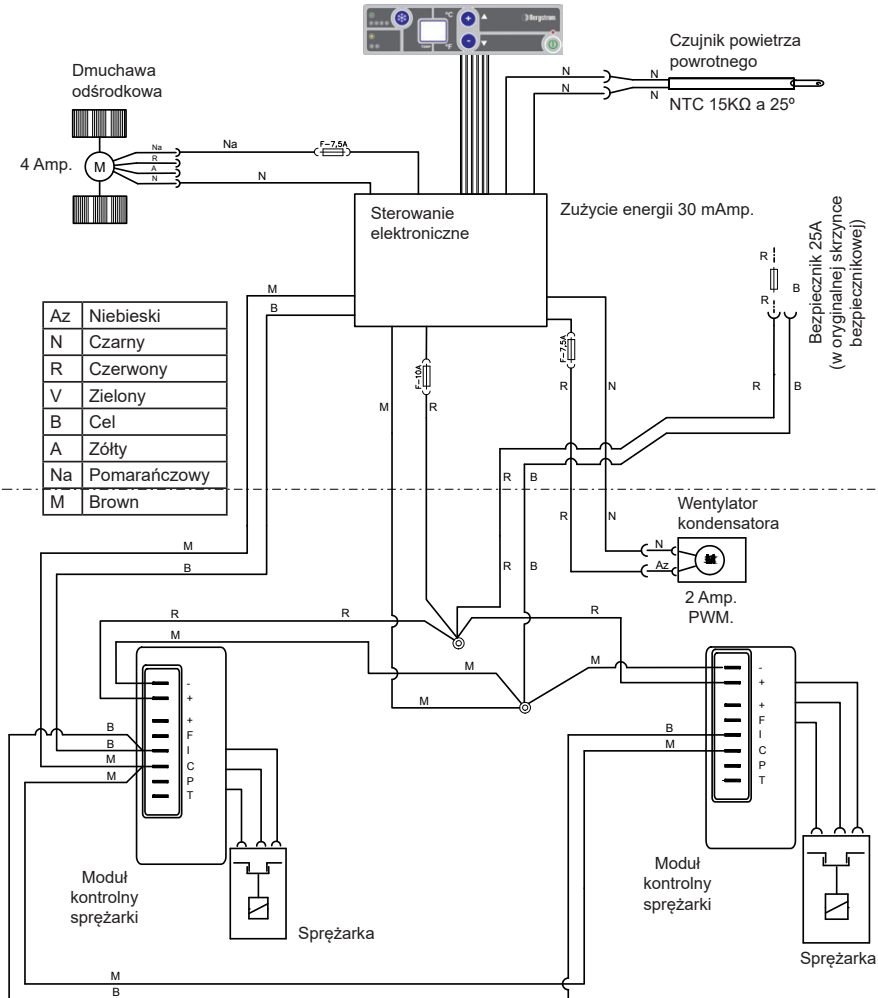 °C
Bergstrom
°F
Czujnik powietrza
powrotnego
N
N
N
N
NTC 15KΩ a 25º
Dmuchawa
odśrodkowa
4 Amp.
M
Na
R
A
N
Na
F-7,5A
N
Sterowanie
elektroniczne
Zużycie energii 30 mAmp.
Bezpiecznik 25A
(w oryginalnej skrzynce
bezpiecznikowej)
R
B
R
R
B
M
B
Az Niebieski
N Czarny
R Czerwony
V Zielony
B Cel
A Zółty
Na Pomarańczowy
M Brown
F-10A
M
R
F-7,5A
R
N
R
B
R
N
R
B
Wentylator
kondensatora
N
Az
2 Amp.
PWM.
M
B
R
R
M
M
M
R
M
-
+
+
F
I
C
P
T
B
B
M
M
B
M
-
+
+
F
I
C
P
T
Moduł
kontrolny
sprężarki
Sprężarka
Moduł
kontrolny
sprężarki
Sprężarka
M
B